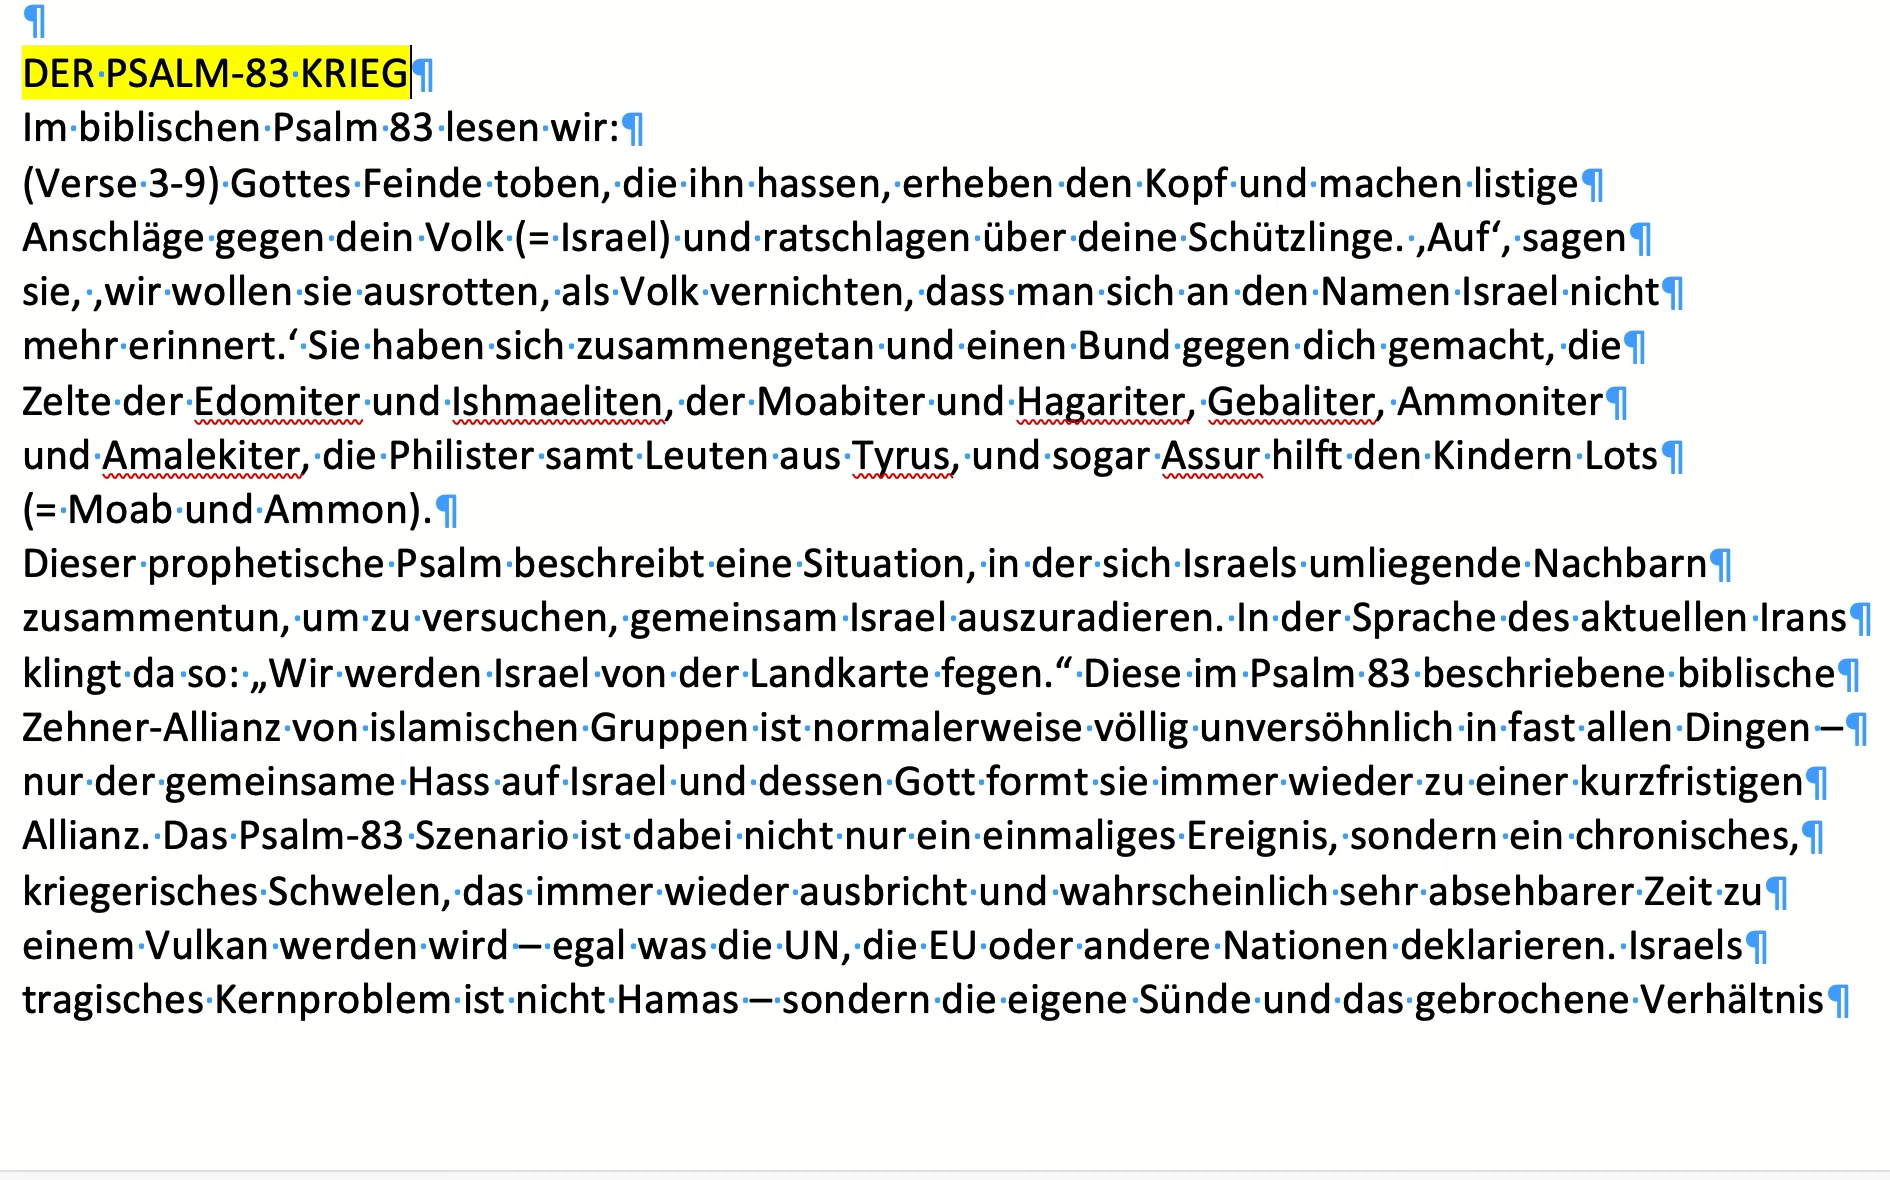 ¶
DER·PSALM-83·KRIEG¶
Im·biblischen·Psalm·83·lesen·wir:¶
(Verse·3-9)·Gottes·Feinde·toben,·die·ihn·hassen,·erheben·den·Kopf·und·machen·listige¶
Anschläge·gegen·dein·Volk·(=·Israel)·und·ratschlagen·über·deine·Schützlinge.·‚Auf‘,·sagen¶
sie,·‚wir·wollen·sie·ausrotten,·als·Volk·vernichten,·dass·man·sich·an·den·Namen·Israel·nicht¶
mehr·erinnert.‘·Sie·haben·sich·zusammengetan·und·einen·Bund·gegen·dich·gemacht,·die¶
Zelte·der·Edomiter·und·Ishmaeliten,·der·Moabiter·und·Hagariter,·Gebaliter,·Ammoniter¶
und·Amalekiter,·die·Philister·samt·Leuten·aus·Tyrus,·und·sogar·Assur·hilft·den·Kindern·Lots¶
(=·Moab·und·Ammon).¶
Dieser·prophetische·Psalm·beschreibt·eine·Situation,·in·der·sich·Israels·umliegende·Nachbarn¶
zusammentun,·um·zu·versuchen,·gemeinsam·Israel·auszuradieren.·In·der·Sprache·des·aktuellen·Irans¶
klingt·da·so:·„Wir·werden·Israel·von·der·Landkarte·fegen.“·Diese·im·Psalm·83·beschriebene·biblische¶
Zehner-Allianz·von·islamischen·Gruppen·ist·normalerweise·völlig·unversöhnlich·in·fast·allen·Dingen·–¶
nur·der·gemeinsame·Hass·auf·Israel·und·dessen·Gott·formt·sie·immer·wieder·zu·einer·kurzfristigen¶
Allianz.·Das·Psalm-83·Szenario·ist·dabei·nicht·nur·ein·einmaliges·Ereignis,·sondern·ein·chronisches,¶
kriegerisches·Schwelen,·das·immer·wieder·ausbricht·und·wahrscheinlich·sehr·absehbarer·Zeit·zu¶
einem·Vulkan·werden·wird·–·egal·was·die·UN,·die·EU·oder·andere·Nationen·deklarieren.·Israels¶
tragisches·Kernproblem·ist·nicht·Hamas·–·sondern·die·eigene·Sünde·und·das·gebrochene·Verhältnis¶